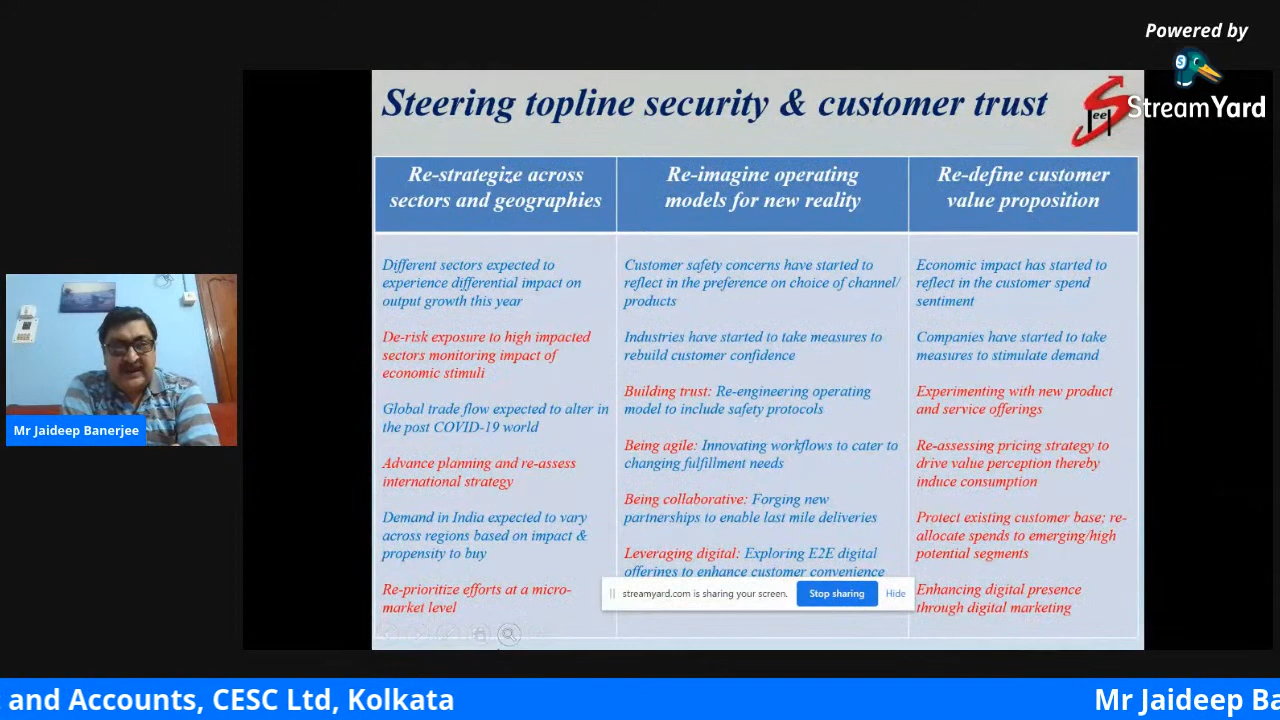 Powered by
StreamYard
Steering topline security & customer trust
ee
Re-strategize across
sectors and geographies
Different sectors expected to
experience differential impact on
output growth this year
De-risk exposure to high impacted
sectors monitoring impact of
economic stimuli
Global trade flow expected to alter in
the post COVID-19 world
Advance planning and re-assess
international strategy
Demand in India expected to vary
across regions based on impact &
propensity to buy
Re-prioritize efforts at a micro-
market level
Re-imagine operating
models for new reality
Customer safety concerns have started to
reflect in the preference on choice of channel/
products
Industries have started to take measures to
rebuild customer confidence
Building trust: Re-engineering operating
model to include safety protocols
Being agile: Innovating workflows to cater to
changing fulfillment needs
Being collaborative: Forging new
partnerships to enable last mile deliveries
Leveraging digital: Exploring E2E digital
offerings to enhance customer convenience
Re-define customer
value proposition
Economic impact has started to
reflect in the customer spend
sentiment
Companies have started to take
measures to stimulate demand
Experimenting with new product
and service offerings
Re-assessing pricing strategy to
drive value perception thereby
induce consumption
Protect existing customer base; re-
allocate spends to emerging/high
potential segments
Enhancing digital presence
through digital marketing
streamyard.com is sharing your screen.
Stop sharing
Hide
Mr Jaideep Banerjee
and Accounts, CESC Ltd, Kolkata
Mr Jaideep Ba